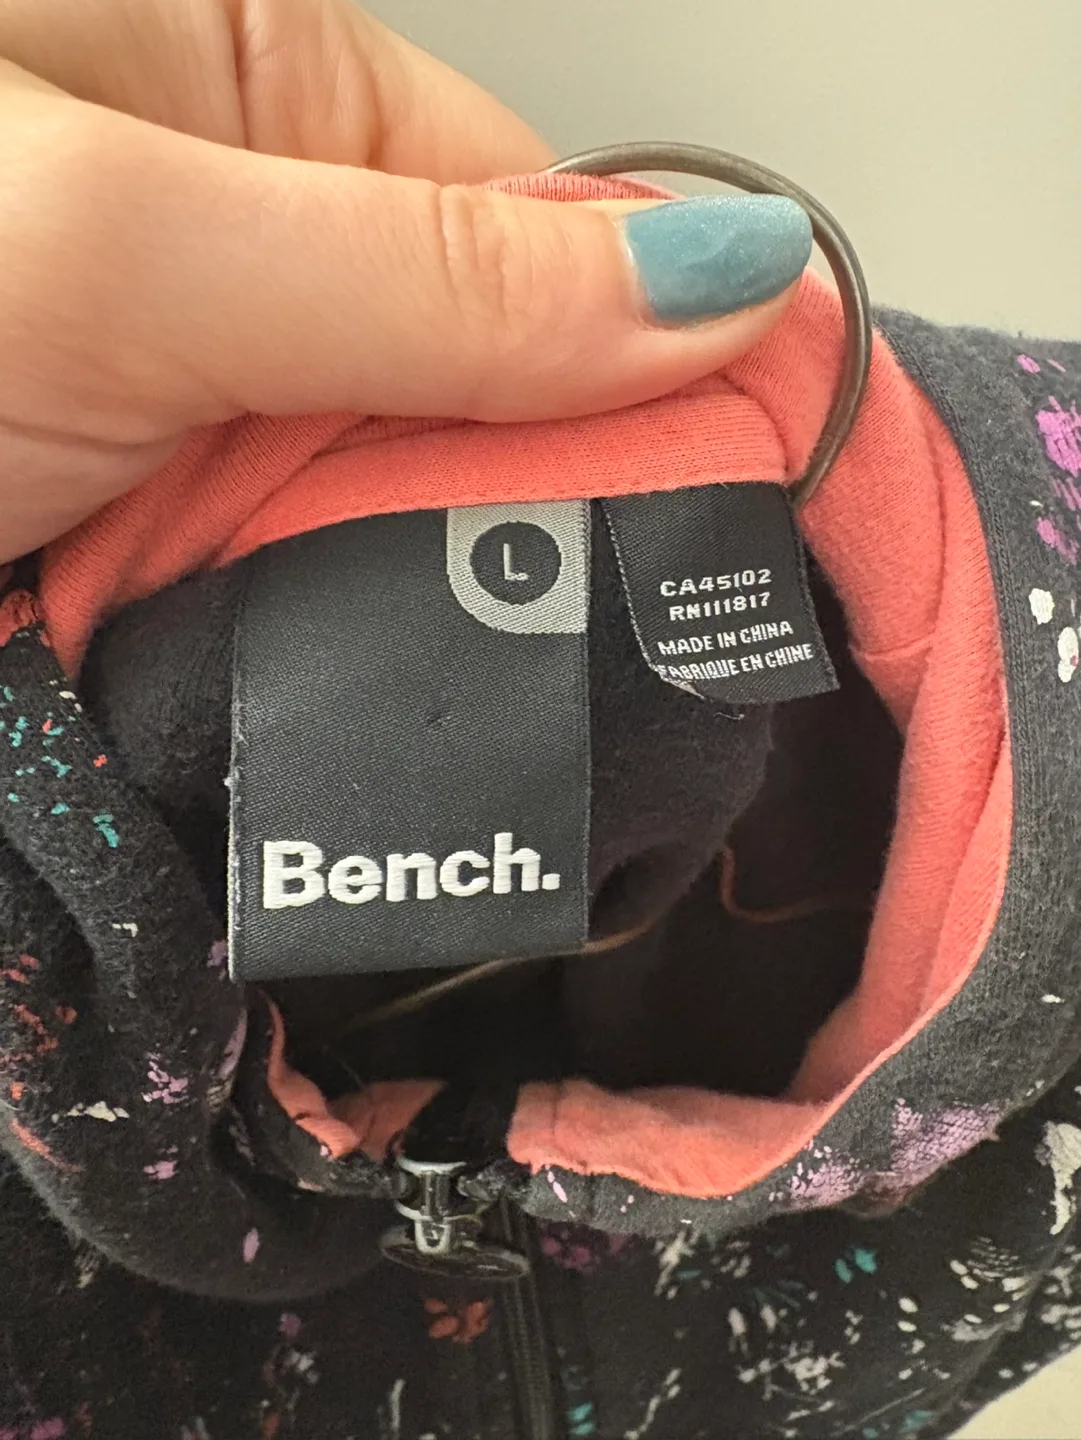 L
Bench.
CA45102
RN111817
MADE IN CHINA
FABRIQUE EN CHINE